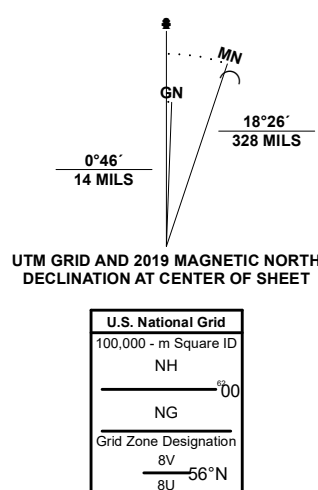 MN
GN
18°26´
328 MILS
0°46´
14 MILS
UTM GRID AND 2019 MAGNETIC NORTH
DECLINATION AT CENTER OF SHEET
U.S. National Grid
100,000 - m Square ID
NH
6200
NG
Grid Zone Designation
8V
56°N
8U